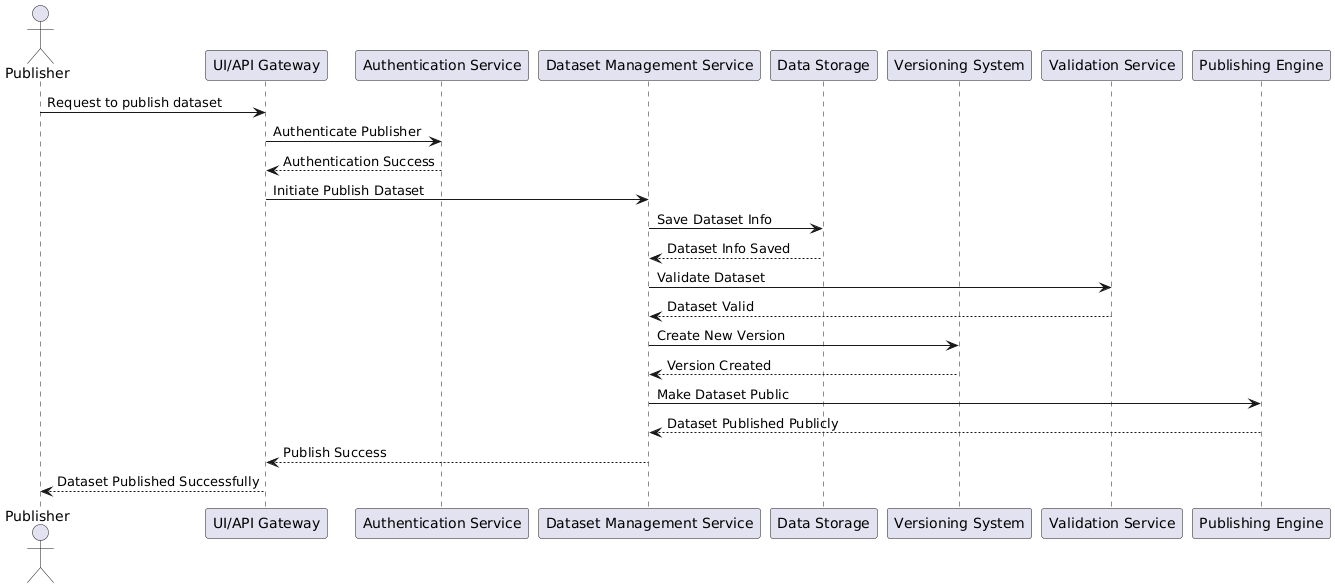 Publisher
UI/API Gateway
Authentication Service
Dataset Management Service
Data Storage
Versioning System
Validation Service
Publishing Engine
Request to publish dataset
Authenticate Publisher
Authentication Success
Initiate Publish Dataset
Save Dataset Info
Dataset Info Saved
Validate Dataset
Dataset Valid
Create New Version
Version Created
Make Dataset Public
Dataset Published Publicly
Publish Success
Dataset Published Successfully
Publisher
UI/API Gateway
Authentication Service
Dataset Management Service
Data Storage
Versioning System
Validation Service
Publishing Engine